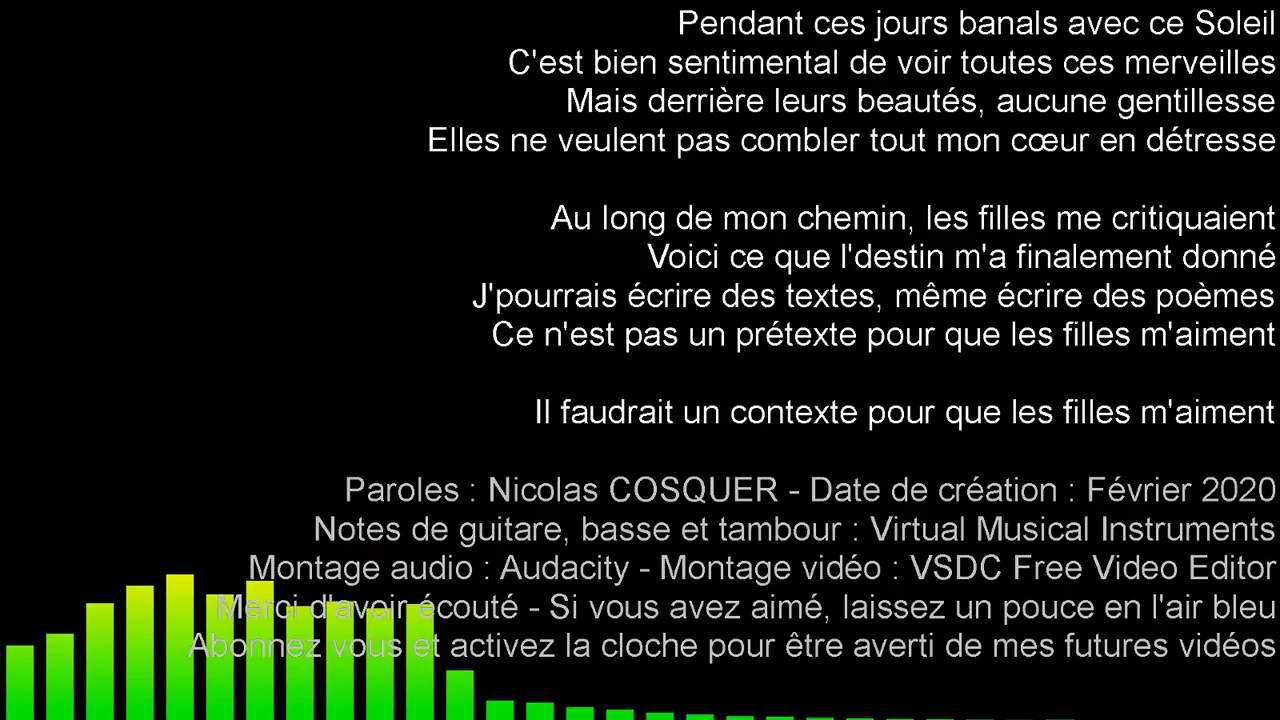 Pendant ces jours banals avec ce Soleil
C'est bien sentimental de voir toutes ces merveilles
Mais derrière leurs beautés, aucune gentillesse
Elles ne veulent pas combler tout mon cœur en détresse
Au long de mon chemin, les filles me critiquaient
Voici ce que l'destin m'a finalement donné
J'pourrais écrire des textes, même écrire des poèmes
Ce n'est pas un prétexte pour que les filles m'aiment
Il faudrait un contexte pour que les filles m'aiment
Paroles : Nicolas COSQUER - Date de création : Février 2020
Notes de guitare, basse et tambour : Virtual Musical Instruments
Montage audio : Audacity - Montage vidéo : VSDC Free Video Editor
Merci d'avoir écouté - Si vous avez aimé, laissez un pouce en l'air bleu
Abonnez vous et activez la cloche pour être averti de mes futures vidéos